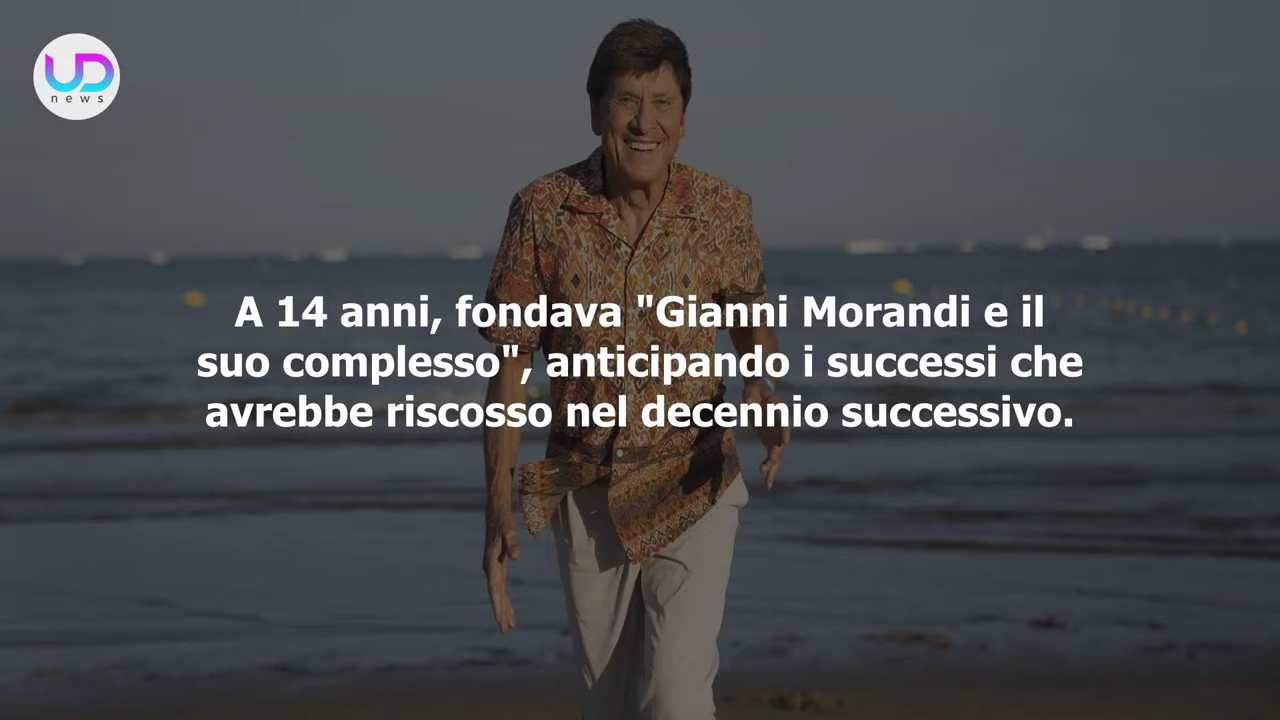 UD
news
A 14 anni, fondava "Gianni Morandi e il
suo complesso", anticipando i successi che
avrebbe riscosso nel decennio successivo.